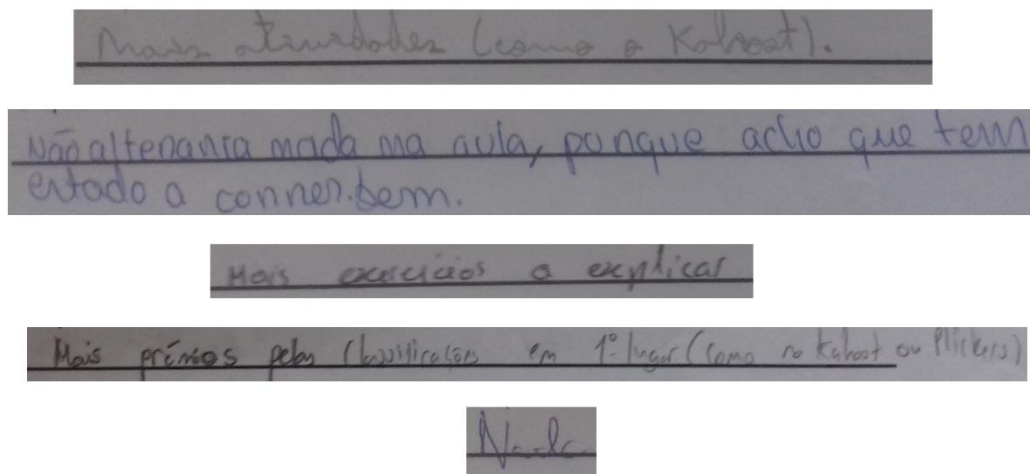 Mais atividades (como o Kahoot).
Não alteraria nada na aula, porque acho que tem
estado a correr bem.
Mais exercícios a explicar
Mais prémios pelas classificações em 1º lugar (como no Kahoot ou Plickers)
Nada